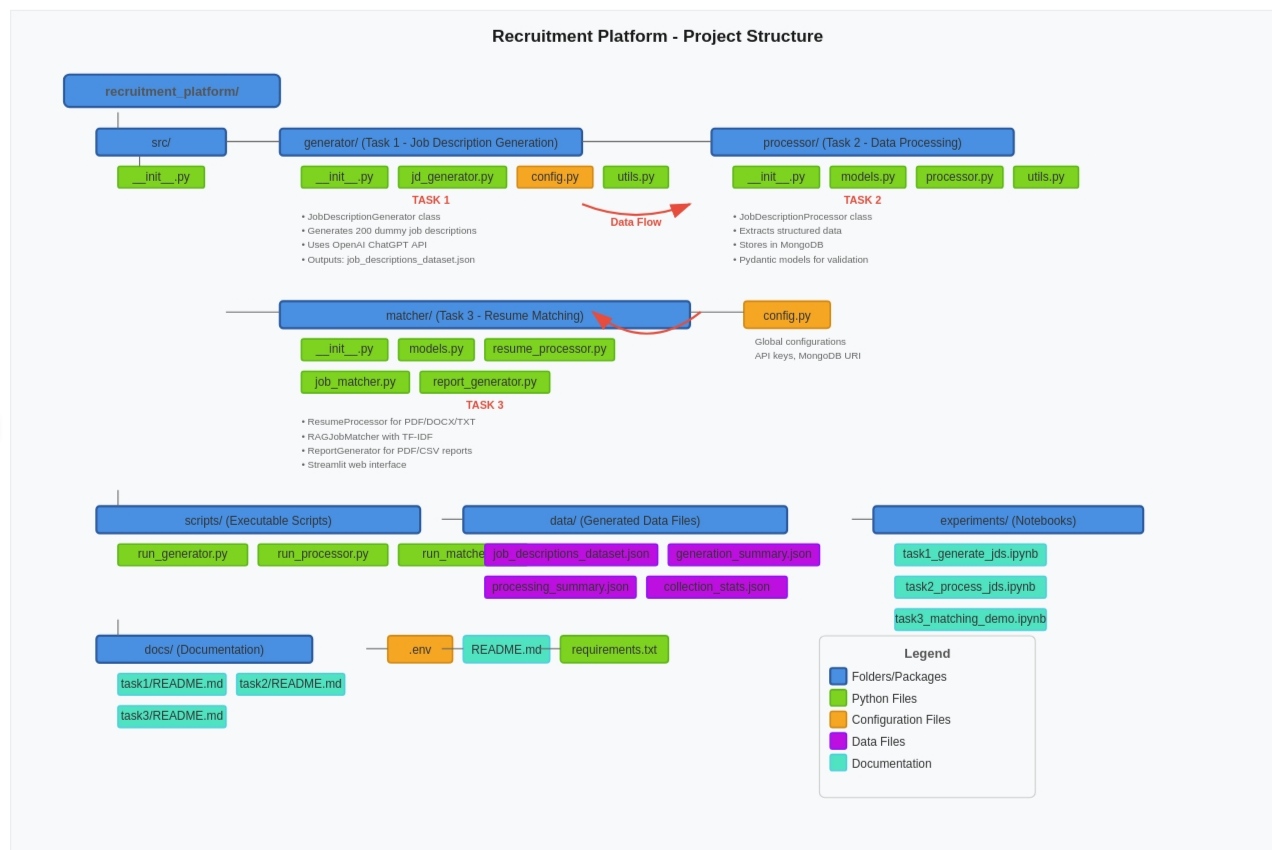 Recruitment Platform - Project Structure
recruitment_platform/
src/
generator/ (Task 1 - Job Description Generation)
processor/ (Task 2 - Data Processing)
__init__.py
__init__.py
jd_generator.py
config.py
utils.py
__init__.py
models.py
processor.py
utils.py
TASK 1
• JobDescriptionGenerator class
• Generates 200 dummy job descriptions
• Uses OpenAI ChatGPT API
• Outputs: job_descriptions_dataset.json
Data Flow
TASK 2
• JobDescriptionProcessor class
• Extracts structured data
• Stores in MongoDB
• Pydantic models for validation
matcher/ (Task 3 - Resume Matching)
config.py
Global configurations
API keys, MongoDB URI
__init__.py
models.py
resume_processor.py
job_matcher.py
report_generator.py
TASK 3
• ResumeProcessor for PDF/DOCX/TXT
• RAGJobMatcher with TF-IDF
• ReportGenerator for PDF/CSV reports
• Streamlit web interface
scripts/ (Executable Scripts)
data/ (Generated Data Files)
experiments/ (Notebooks)
run_generator.py
run_processor.py
run_matche
job_descriptions_dataset.json
generation_summary.json
processing_summary.json
collection_stats.json
task1_generate_jds.ipynb
task2_process_jds.ipynb
task3_matching_demo.ipynb
docs/ (Documentation)
.env
README.md
requirements.txt
task1/README.md
task2/README.md
task3/README.md
Legend
Folders/Packages
Python Files
Configuration Files
Data Files
Documentation